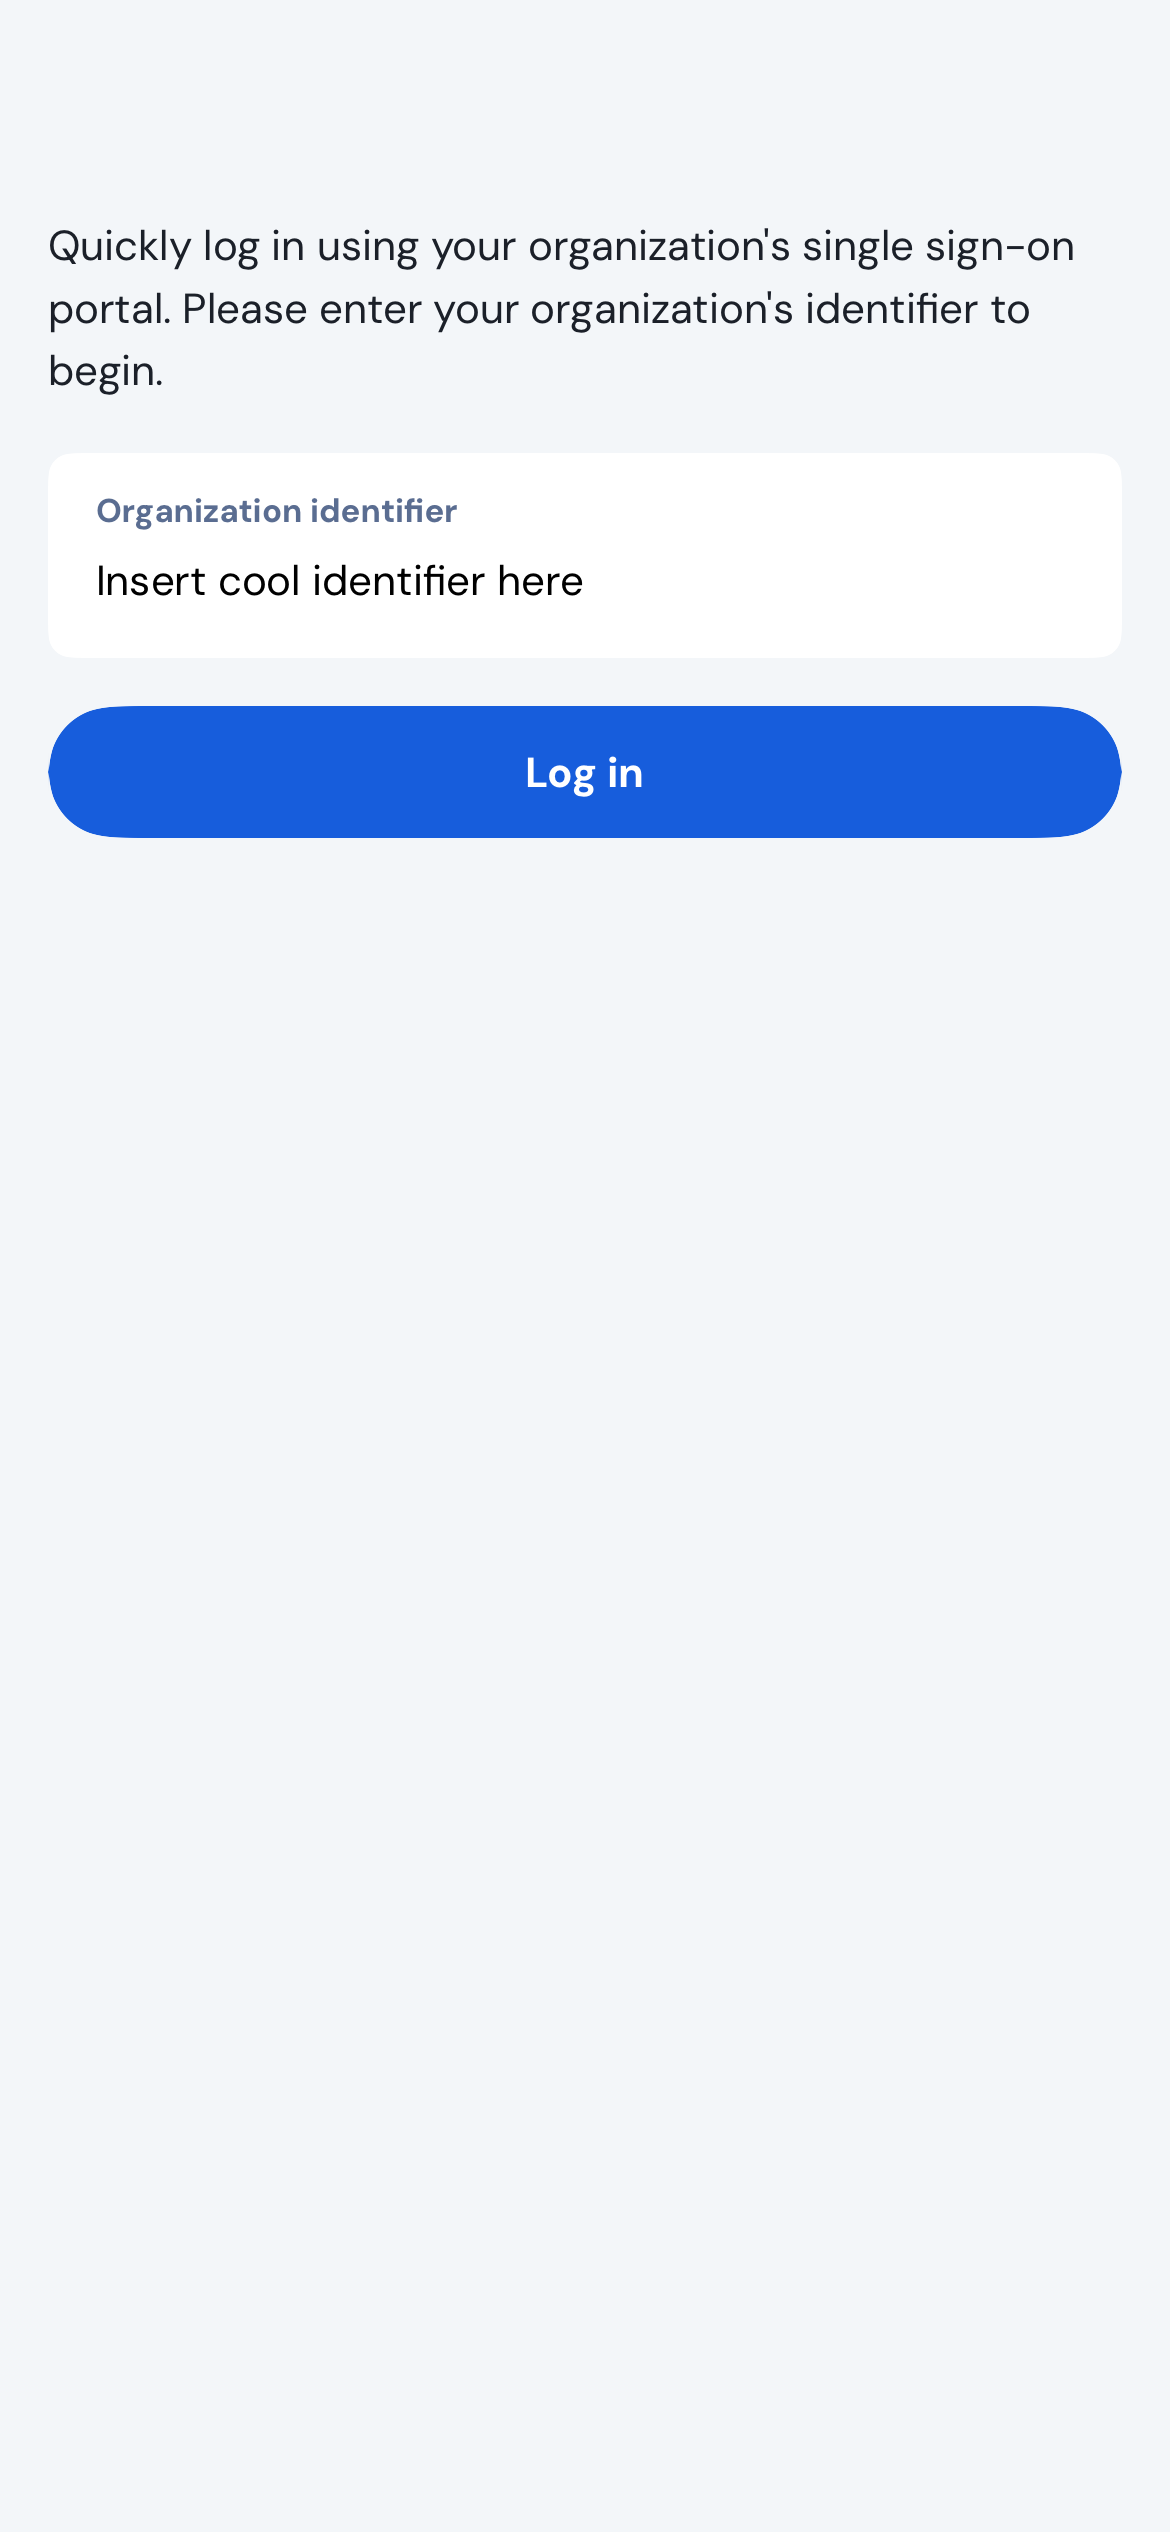 Quickly log in using your organization's single sign-on
portal. Please enter your organization's identifier to
begin.
Organization identifier
Insert cool identifier here
Log in